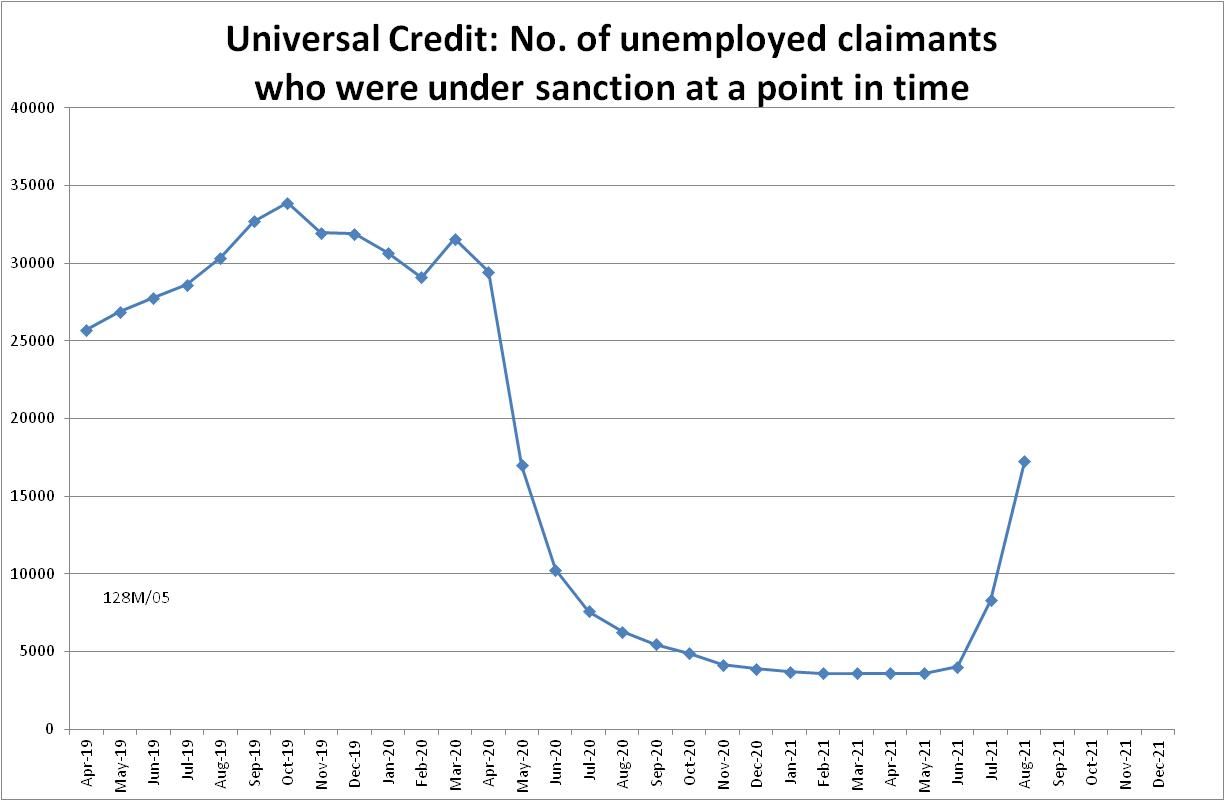 Universal Credit: No. of unemployed claimants
who were under sanction at a point in time
40000
35000
30000
25000
20000
15000
10000
5000
0
128M/05
Apr-19
May-19
Jun-19
Jul-19
Aug-19
Sep-19
Oct-19
Nov-19
Dec-19
Jan-20
Feb-20
Mar-20
Apr-20
May-20
Jun-20
Jul-20
Aug-20
Sep-20
Oct-20
Nov-20
Dec-20
Jan-21
Feb-21
Mar-21
Apr-21
May-21
Jun-21
Jul-21
Aug-21
Sep-21
Oct-21
Nov-21
Dec-21